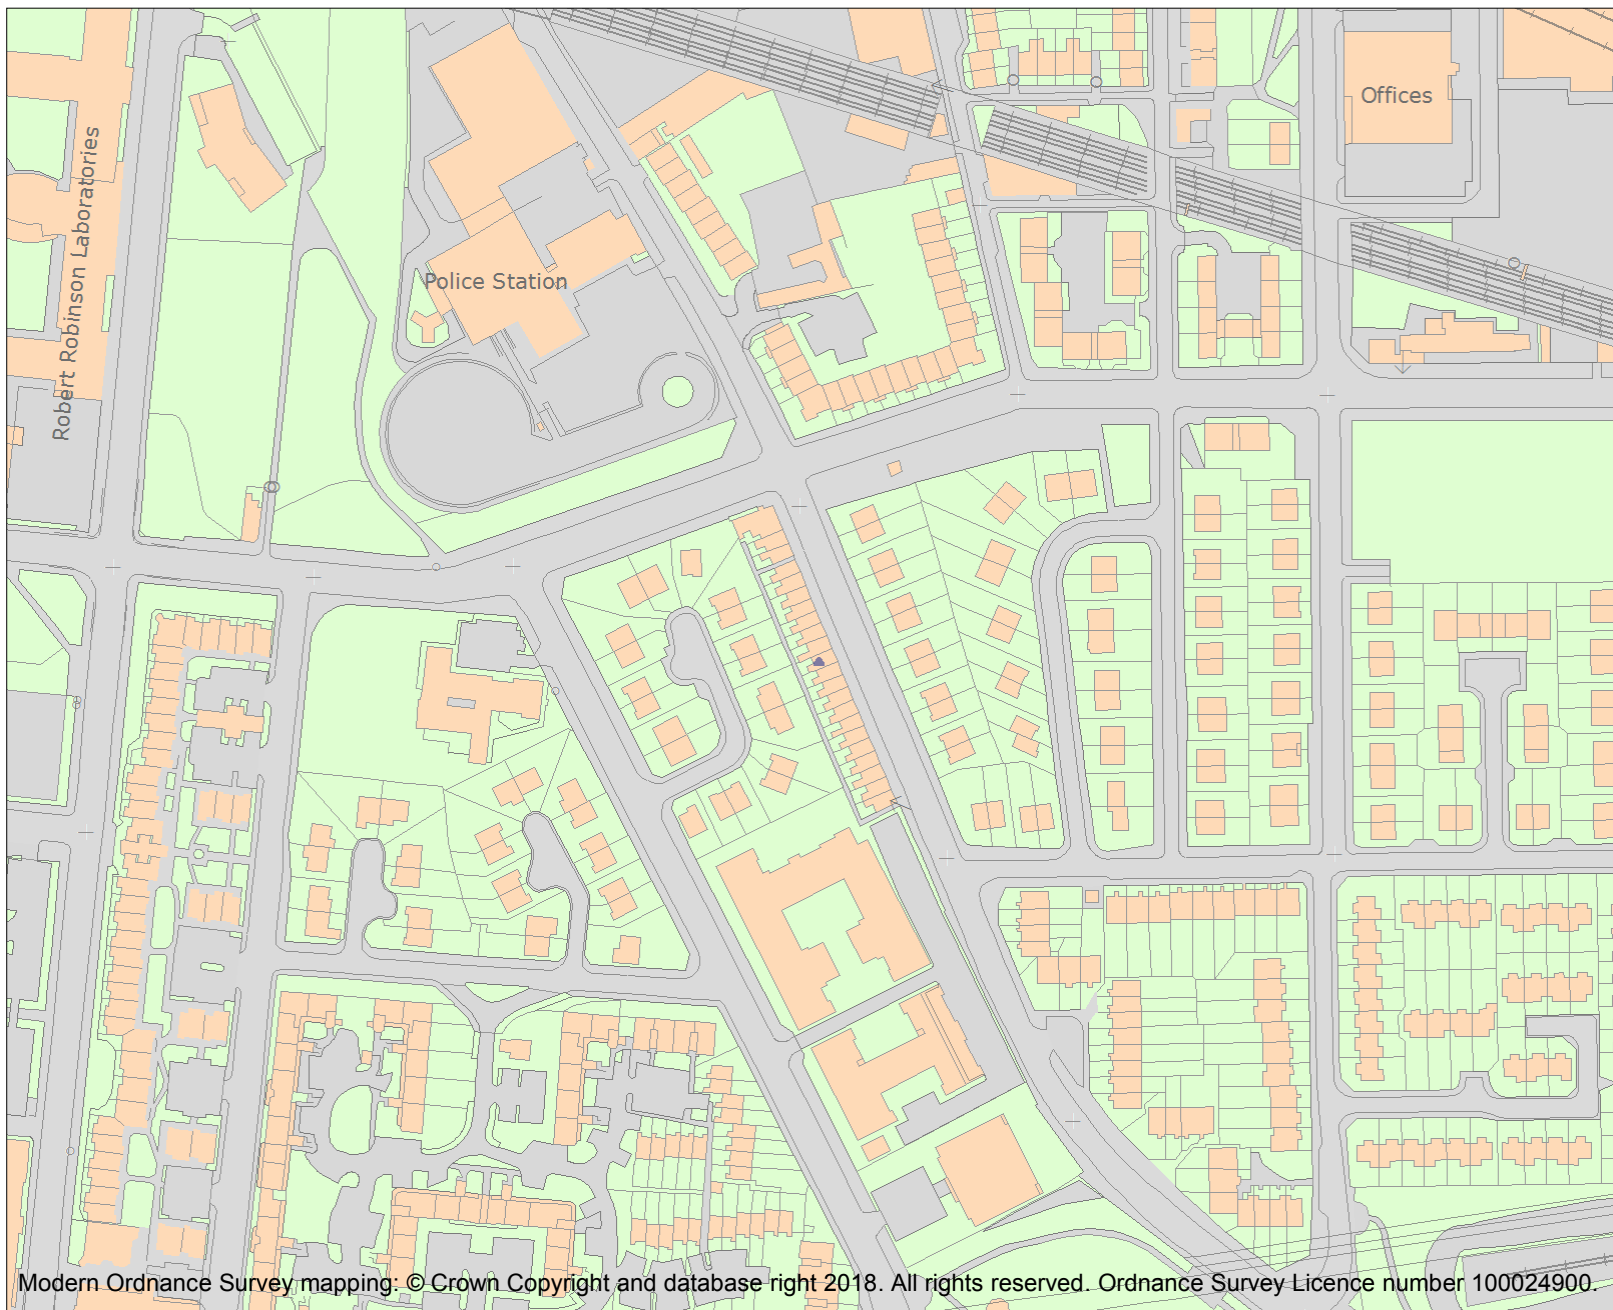 Offices
Robert Robinson Laboratories
Police Station
Modern Ordnance Survey mapping: © Crown Copyright and database right 2018. All rights reserved. Ordnance Survey Licence number 100024900.